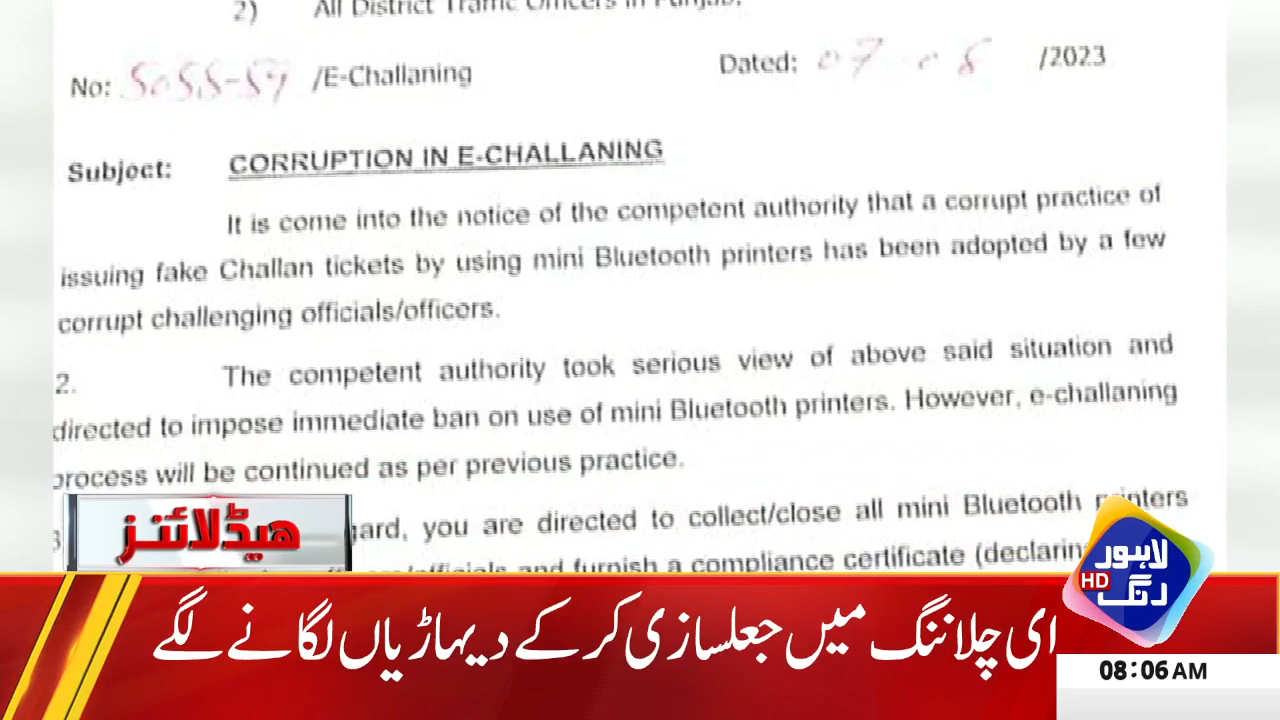 2) All District Traffic Officers in Punjab.
No: 5055-59 /E-Challaning Dated: 07-08 /2023
Subject: CORRUPTION IN E-CHALLANING
It is come into the notice of the competent authority that a corrupt practice of
issuing fake Challan tickets by using mini Bluetooth printers has been adopted by a few
corrupt challenging officials/officers.
2. The competent authority took serious view of above said situation and
directed to impose immediate ban on use of mini Bluetooth printers. However, e-challaning
process will be continued as per previous practice.
you are directed to collect/close all mini Bluetooth printers
and furnish a compliance certificate
ہیڈلائنز
لاہور
رنگ
HD
ای چلاننگ میں جعلسازی کر کے دیہاڑیاں لگانے لگے
08:06 AM